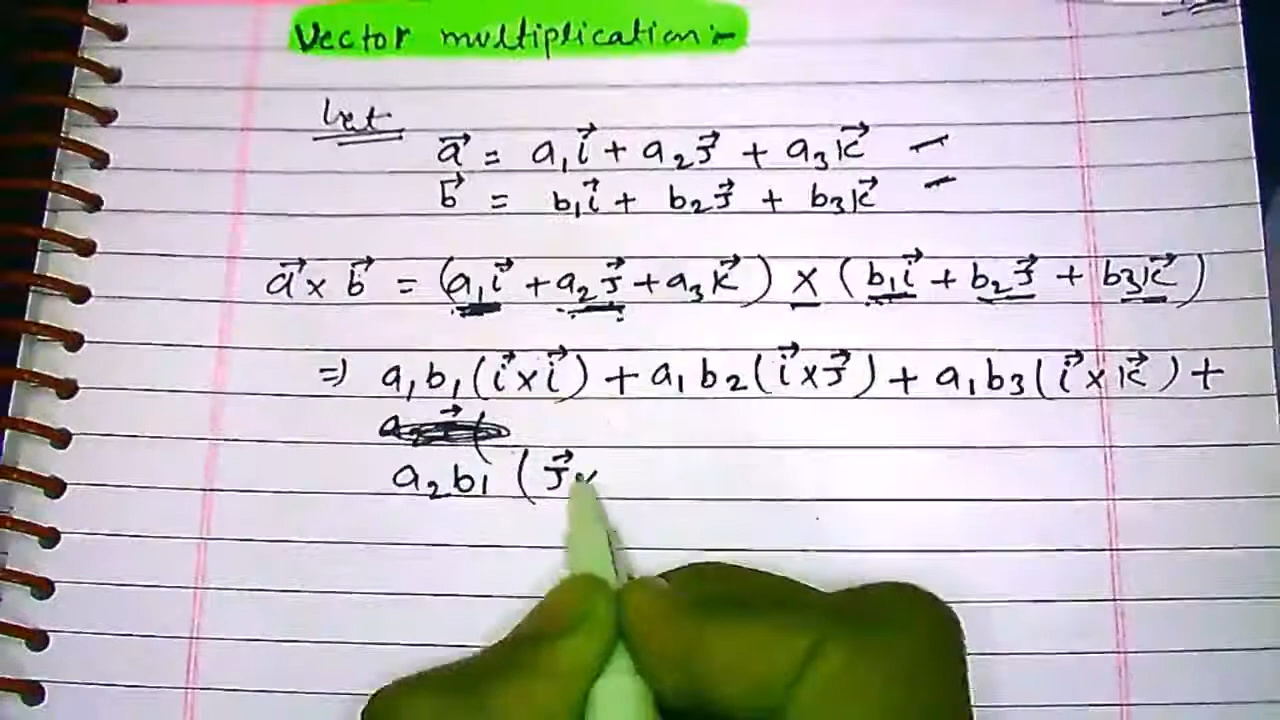 Vector multiplication:-
Let
a⃗ = a₁i⃗ + a₂j⃗ + a₃k⃗ –
b⃗ = b₁i⃗ + b₂j⃗ + b₃k⃗ –
a⃗ × b⃗ = (a₁i⃗ + a₂j⃗ + a₃k⃗) × (b₁i⃗ + b₂j⃗ + b₃k⃗)
⇒ a₁b₁(i⃗ × i⃗) + a₁b₂(i⃗ × j⃗) + a₁b₃(i⃗ × k⃗) +
a₂b₁ (j⃗ ×